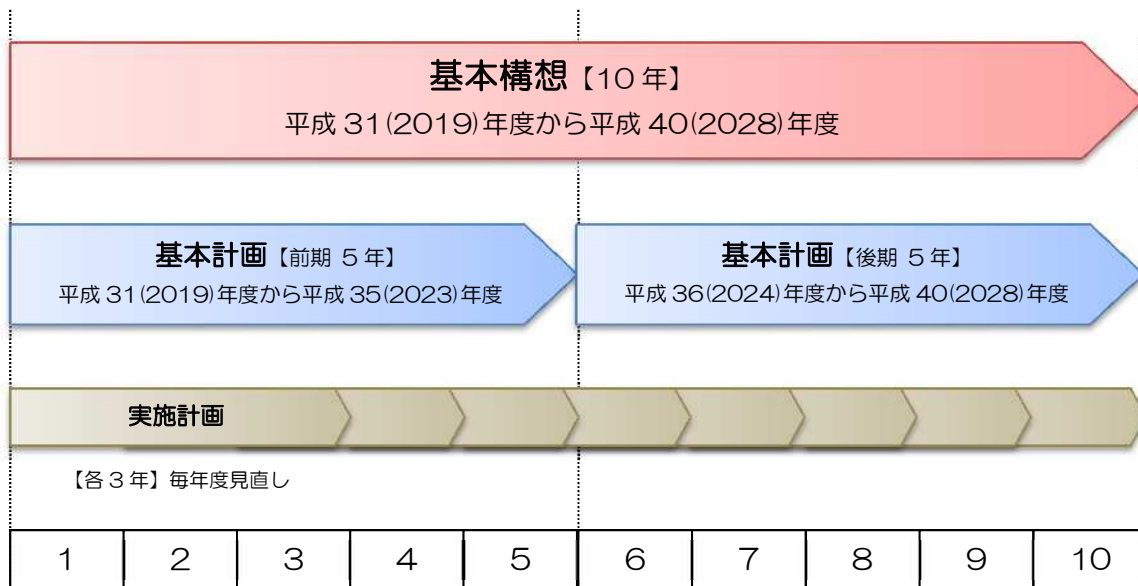 基本構想【10年】
平成31(2019)年度から平成40(2028)年度
基本計画【前期 5年】
平成31(2019)年度から平成35(2023)年度
基本計画【後期 5年】
平成36(2024)年度から平成40(2028)年度
実施計画
【各3年】毎年度見直し
1 2 3 4 5 6 7 8 9 10